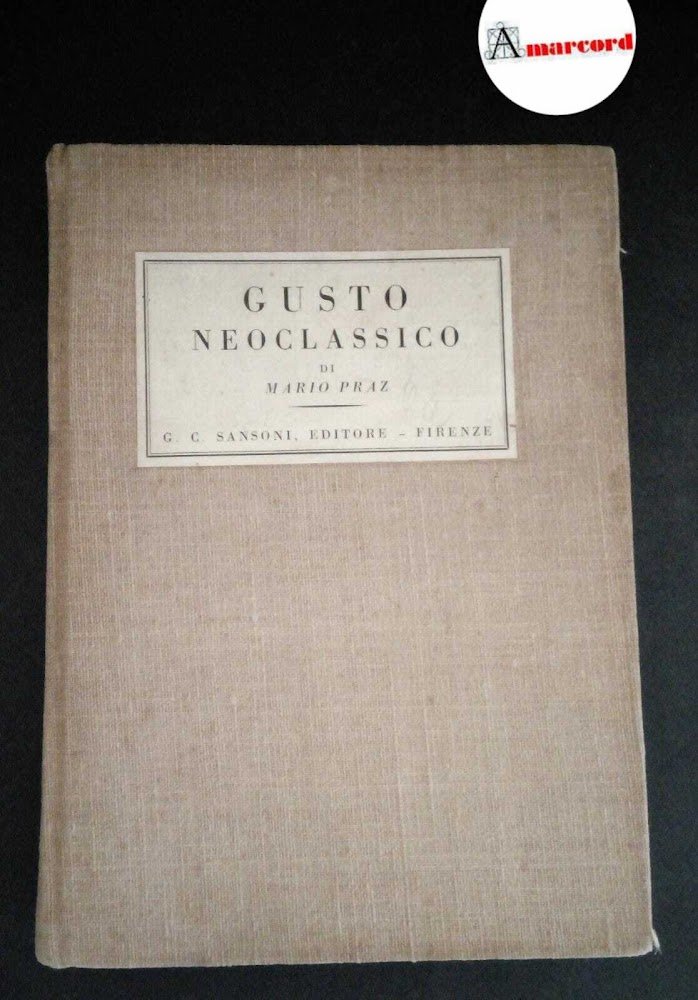 Amarcord
GUSTO
NEOCLASSICO
DI
MARIO PRAZ
G. C. SANSONI, EDITORE – FIRENZE